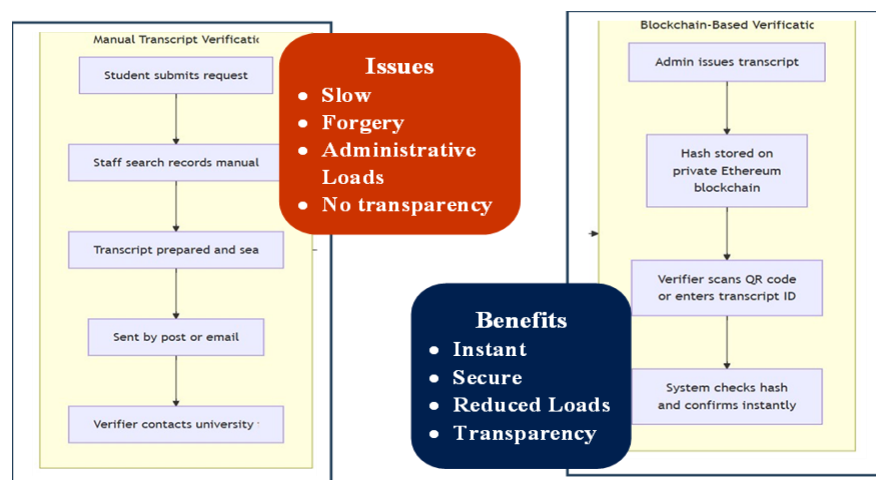 Manual Transcript Verificatio
Student submits request
Staff search records manual
Transcript prepared and sea
Sent by post or email
Verifier contacts university
Issues
• Slow
• Forgery
• Administrative
Loads
• No transparency
Benefits
• Instant
• Secure
• Reduced Loads
• Transparency
Blockchain-Based Verificatio
Admin issues transcript
Hash stored on
private Ethereum
blockchain
Verifier scans QR code
or enters transcript ID
System checks hash
and confirms instantly